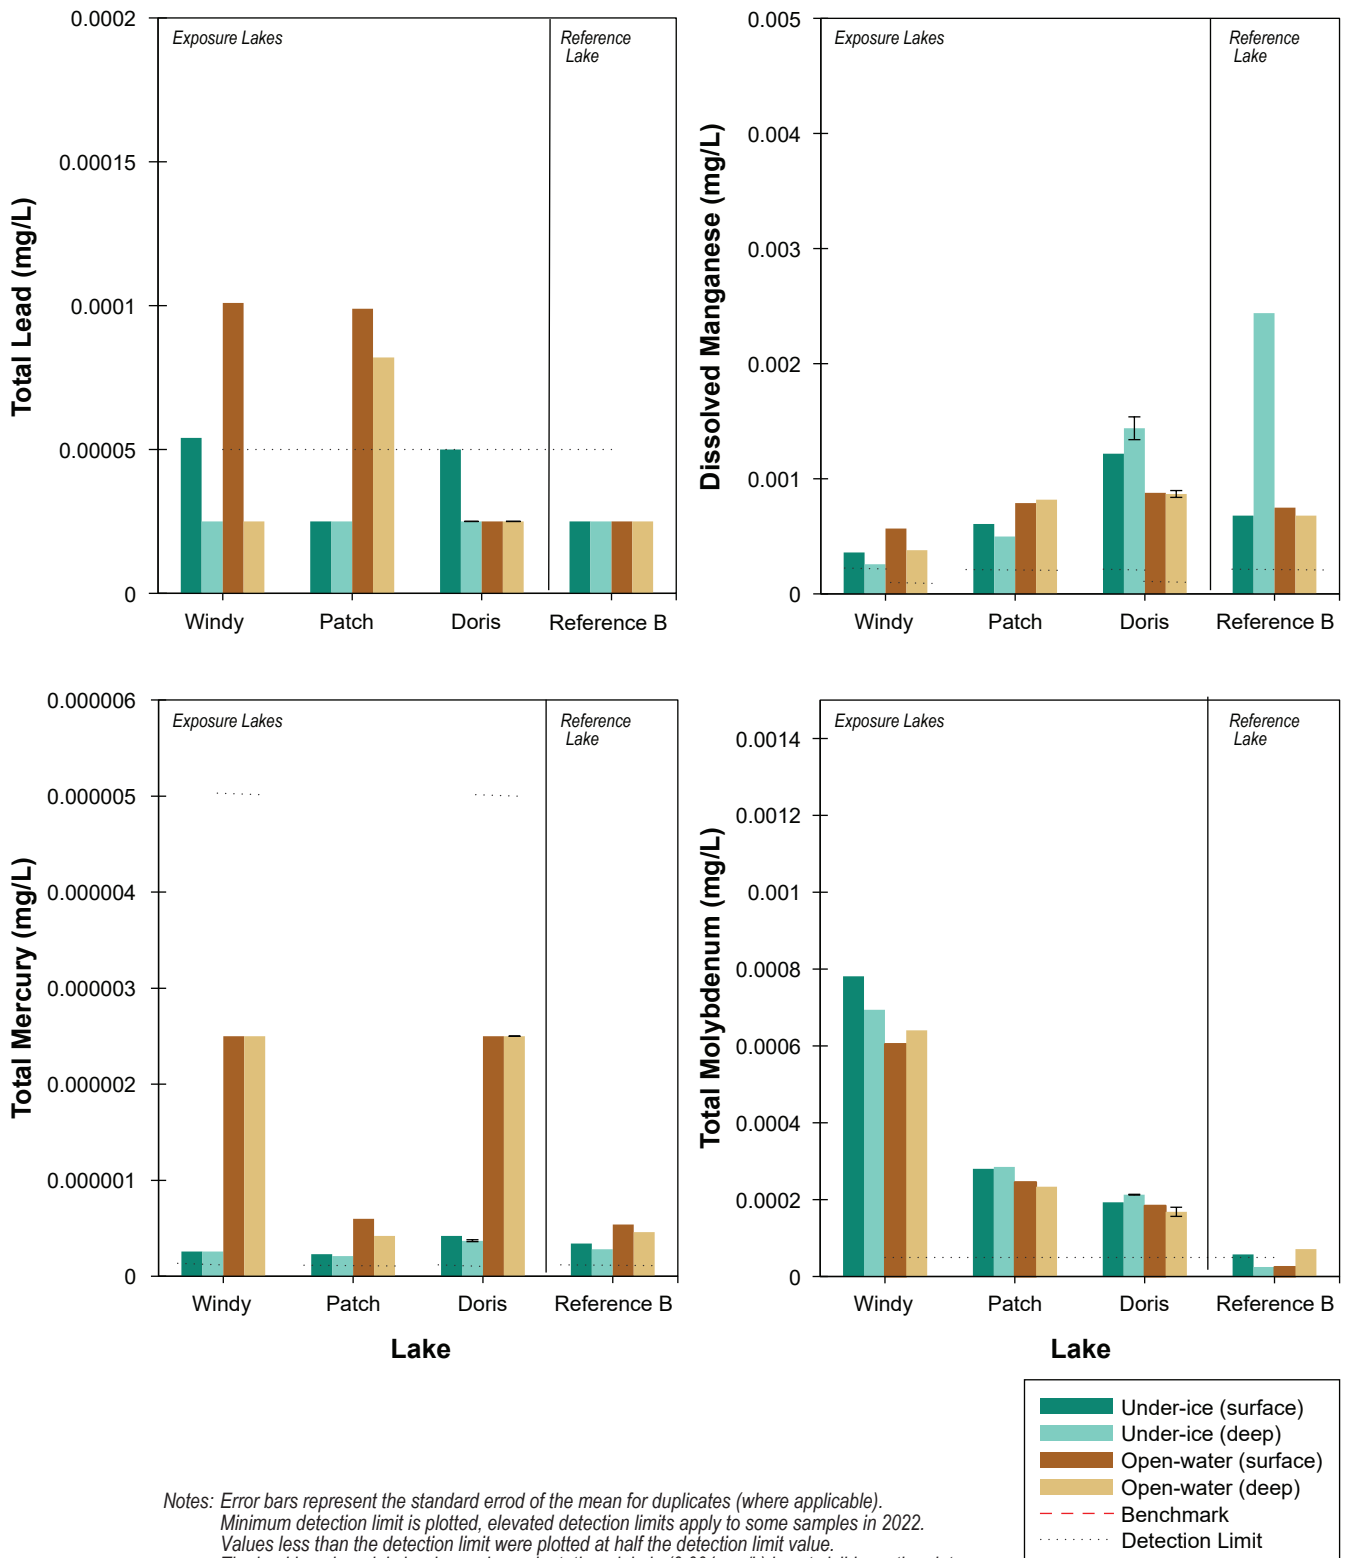 Total Lead (mg/L)
0.0002
0.00015
0.0001
0.00005
0
Exposure Lakes
Reference
Lake
Windy
Patch
Doris
Reference B
Dissolved Manganese (mg/L)
0.005
0.004
0.003
0.002
0.001
0
Exposure Lakes
Reference
Lake
Windy
Patch
Doris
Reference B
Total Mercury (mg/L)
0.000006
0.000005
0.000004
0.000003
0.000002
0.000001
0
Exposure Lakes
Reference
Lake
Windy
Patch
Doris
Reference B
Lake
Total Molybdenum (mg/L)
0.0014
0.0012
0.001
0.0008
0.0006
0.0004
0.0002
0
Exposure Lakes
Reference
Lake
Windy
Patch
Doris
Reference B
Lake
Under-ice (surface)
Under-ice (deep)
Open-water (surface)
Open-water (deep)
Benchmark
Detection Limit
Notes: Error bars represent the standard errod of the mean for duplicates (where applicable).
Minimum detection limit is plotted, elevated detection limits apply to some samples in 2022.
Values less than the detection limit were plotted at half the detection limit value.